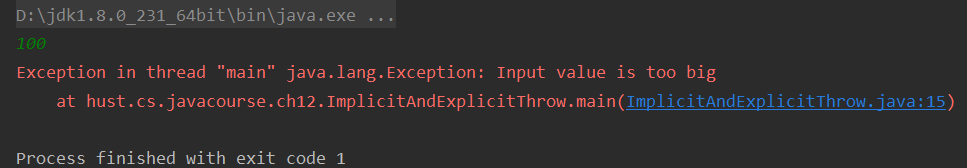 D:\jdk1.8.0_231_64bit\bin\java.exe ...
100
Exception in thread "main" java.lang.Exception: Input value is too big
    at hust.cs.javacourse.ch12.ImplicitAndExplicitThrow.main(ImplicitAndExplicitThrow.java:15)
Process finished with exit code 1